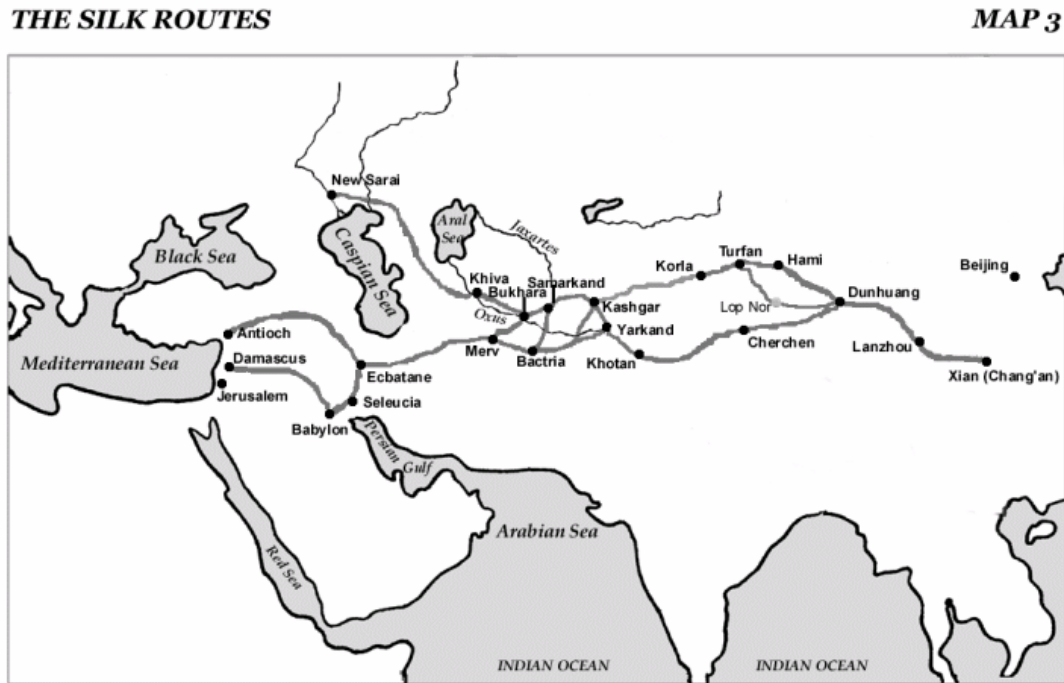 THE SILK ROUTES
MAP 3
New Sarai
Aral
Sea
Jaxartes
Black Sea
Caspian Sea
Turfan
Hami
Korla
Beijing
Khiva
Samarkand
Bukhara
Oxus
Kashgar
Lop Nor
Dunhuang
Antioch
Yarkand
Merv
Bactria
Khotan
Cherchen
Lanzhou
Mediterranean Sea
Damascus
Ecbatane
Xian (Chang'an)
Jerusalem
Seleucia
Babylon
Persian
Gulf
Arabian Sea
Red Sea
INDIAN OCEAN
INDIAN OCEAN